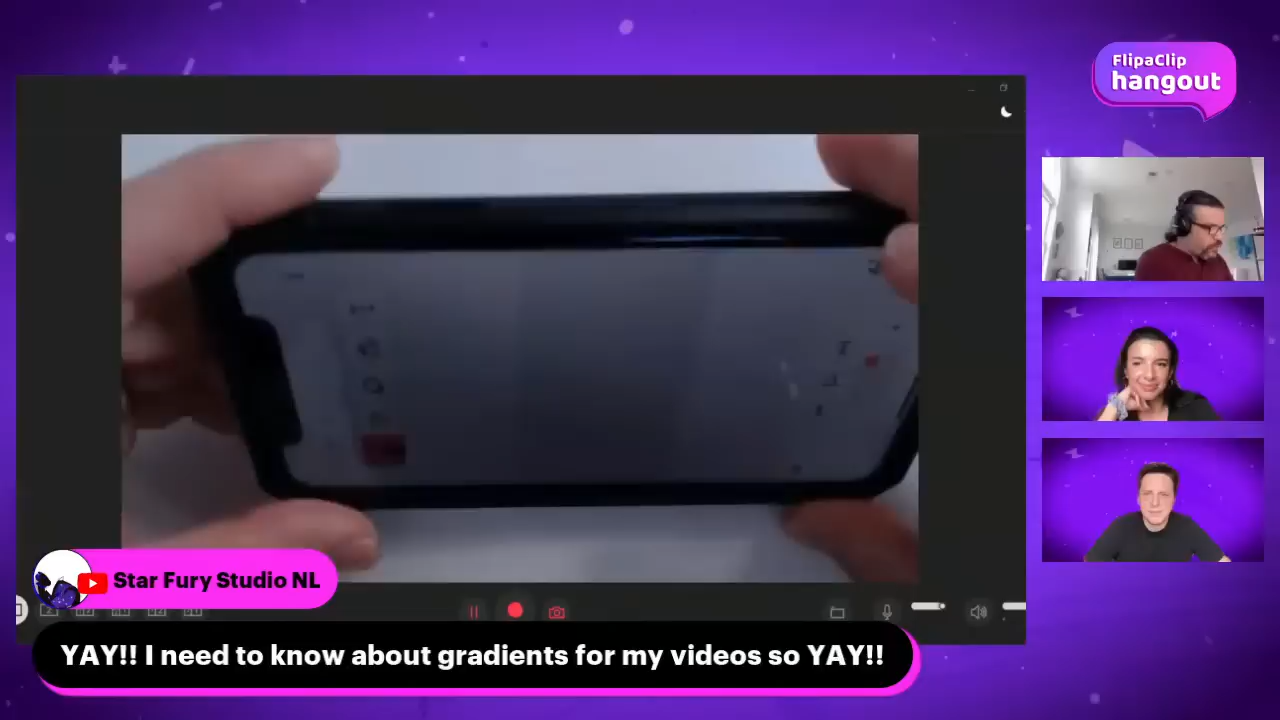 FlipaClip
hangout
Star Fury Studio NL
YAY!! I need to know about gradients for my videos so YAY!!